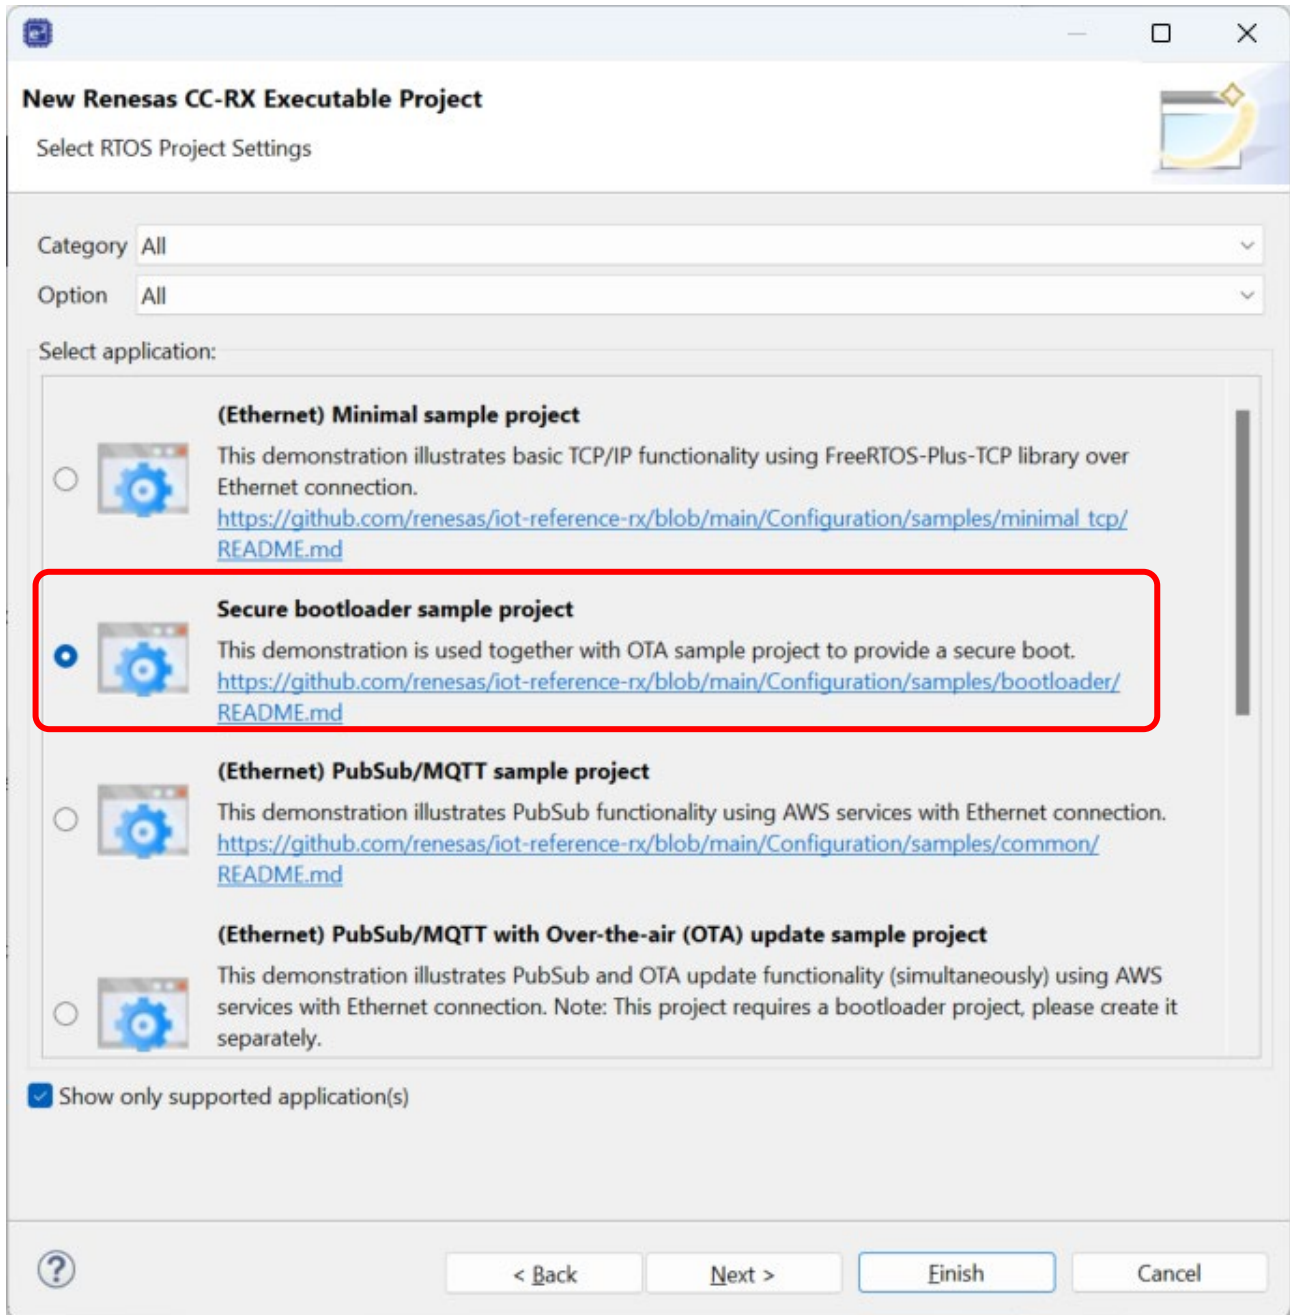 New Renesas CC-RX Executable Project
Select RTOS Project Settings
Category All
Option All
Select application:
(Ethernet) Minimal sample project
This demonstration illustrates basic TCP/IP functionality using FreeRTOS-Plus-TCP library over
Ethernet connection.
https://github.com/renesas/iot-reference-rx/blob/main/Configuration/samples/minimal_tcp/
README.md
Secure bootloader sample project
This demonstration is used together with OTA sample project to provide a secure boot.
https://github.com/renesas/iot-reference-rx/blob/main/Configuration/samples/bootloader/
README.md
(Ethernet) PubSub/MQTT sample project
This demonstration illustrates PubSub functionality using AWS services with Ethernet connection.
https://github.com/renesas/iot-reference-rx/blob/main/Configuration/samples/common/
README.md
(Ethernet) PubSub/MQTT with Over-the-air (OTA) update sample project
This demonstration illustrates PubSub and OTA update functionality (simultaneously) using AWS
services with Ethernet connection. Note: This project requires a bootloader project, please create it
separately.
Show only supported application(s)
< Back Next > Finish Cancel